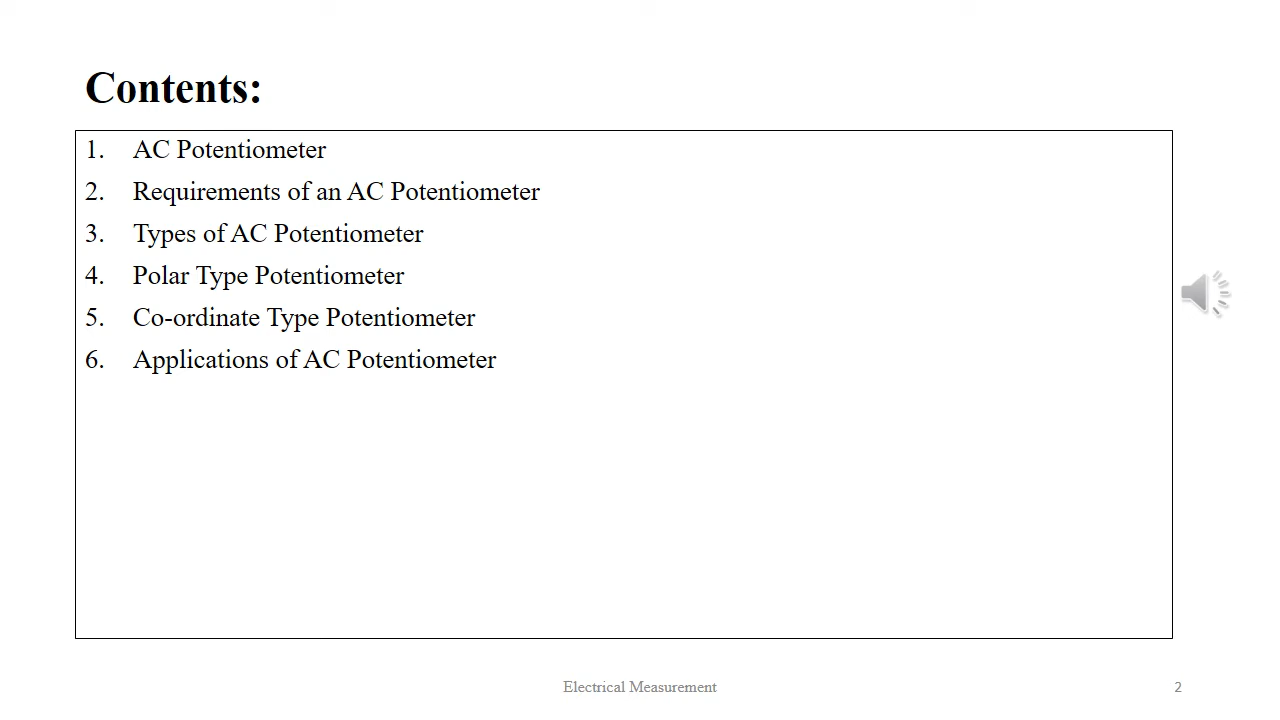 Contents:
1. AC Potentiometer
2. Requirements of an AC Potentiometer
3. Types of AC Potentiometer
4. Polar Type Potentiometer
5. Co-ordinate Type Potentiometer
6. Applications of AC Potentiometer
Electrical Measurement
2